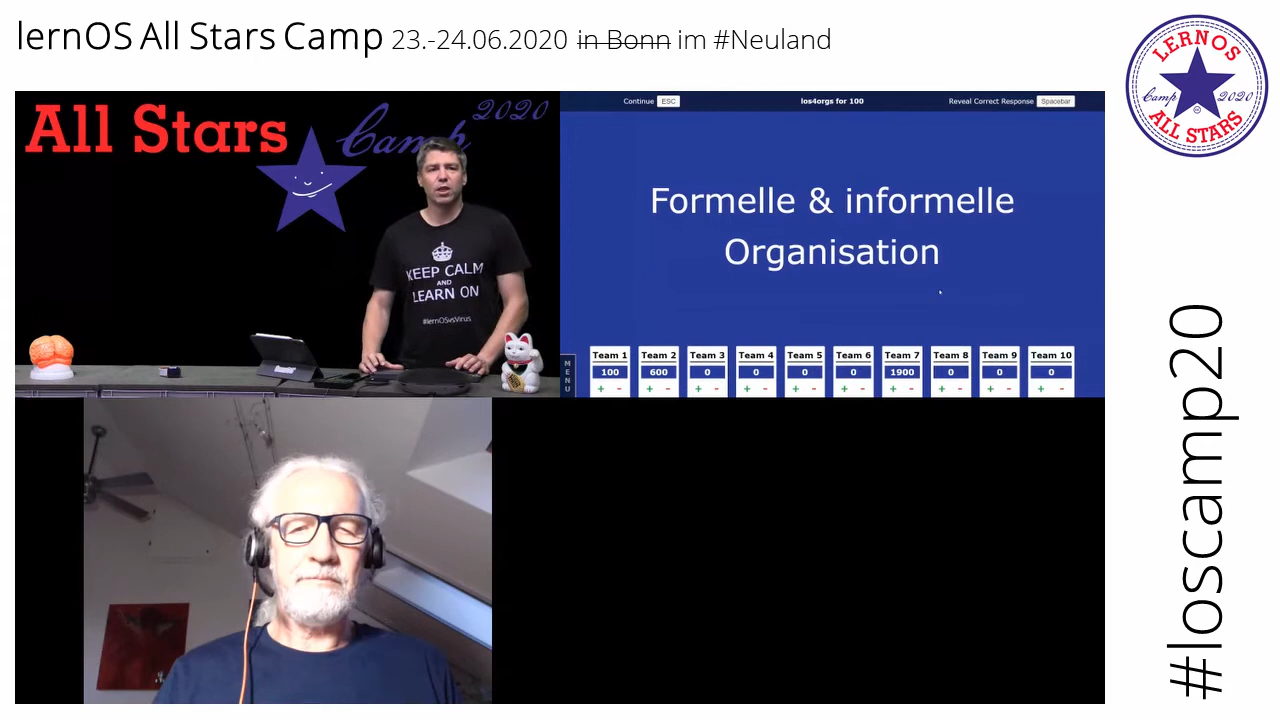 lernOS All Stars Camp 23.-24.06.2020 in Bonn im #Neuland
LERNOS
Camp 2020
ALL STARS
All Stars Camp 2020
KEEP CALM
AND
LEARN ON
#lernOSvsVirus
Continue ESC
los4orgs for 100
Reveal Correct Response Spacebar
Formelle & informelle
Organisation
MENU
Team 1 Team 2 Team 3 Team 4 Team 5 Team 6 Team 7 Team 8 Team 9 Team 10
100 600 0 0 0 0 1900 0 0 0
+ - + - + - + - + - + - + - + - + - + -
#loscamp20